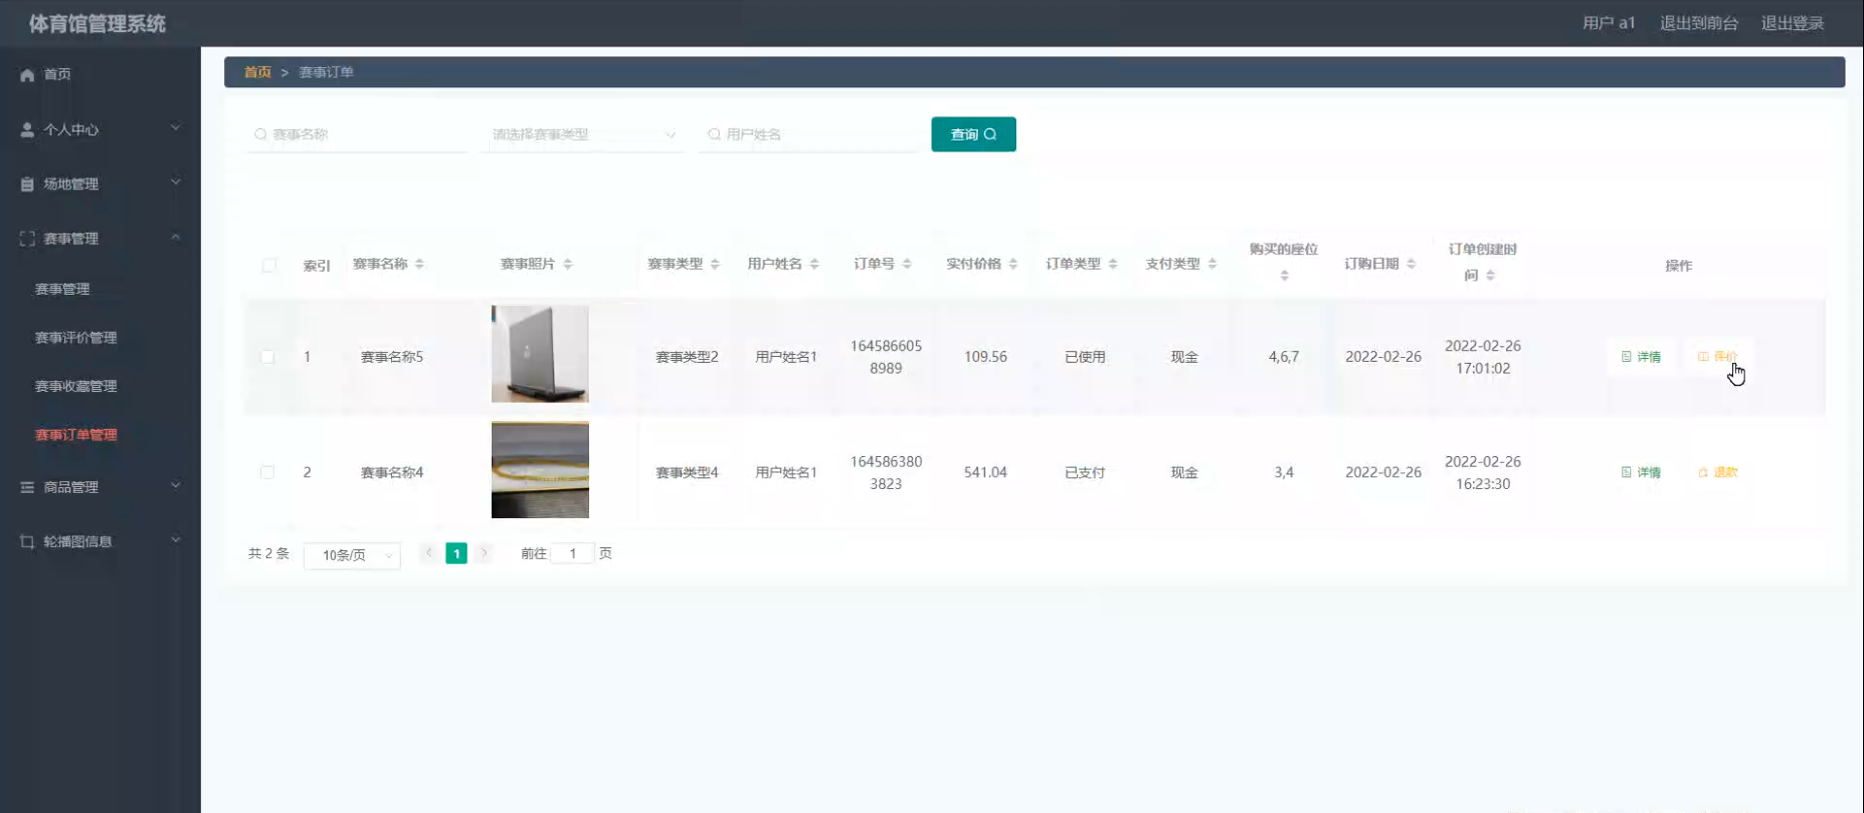 体育馆管理系统
用户 a1 退出到前台 退出登录
首页
个人中心
场地管理
赛事管理
赛事管理
赛事评价管理
赛事收藏管理
赛事订单管理
商品管理
轮播图信息
首页 > 赛事订单
赛事名称 请选择赛事类型 用户姓名 查询
索引 赛事名称 赛事照片 赛事类型 用户姓名 订单号 实付价格 订单类型 支付类型 购买的座位 订购日期 订单创建时间 操作
1 赛事名称5 赛事类型2 用户姓名1 1645866058989 109.56 已使用 现金 4,6,7 2022-02-26 2022-02-26 17:01:02 详情 评价
2 赛事名称4 赛事类型4 用户姓名1 1645863803823 541.04 已支付 现金 3,4 2022-02-26 2022-02-26 16:23:30 详情 退款
共 2 条 10条/页 1 前往 1 页